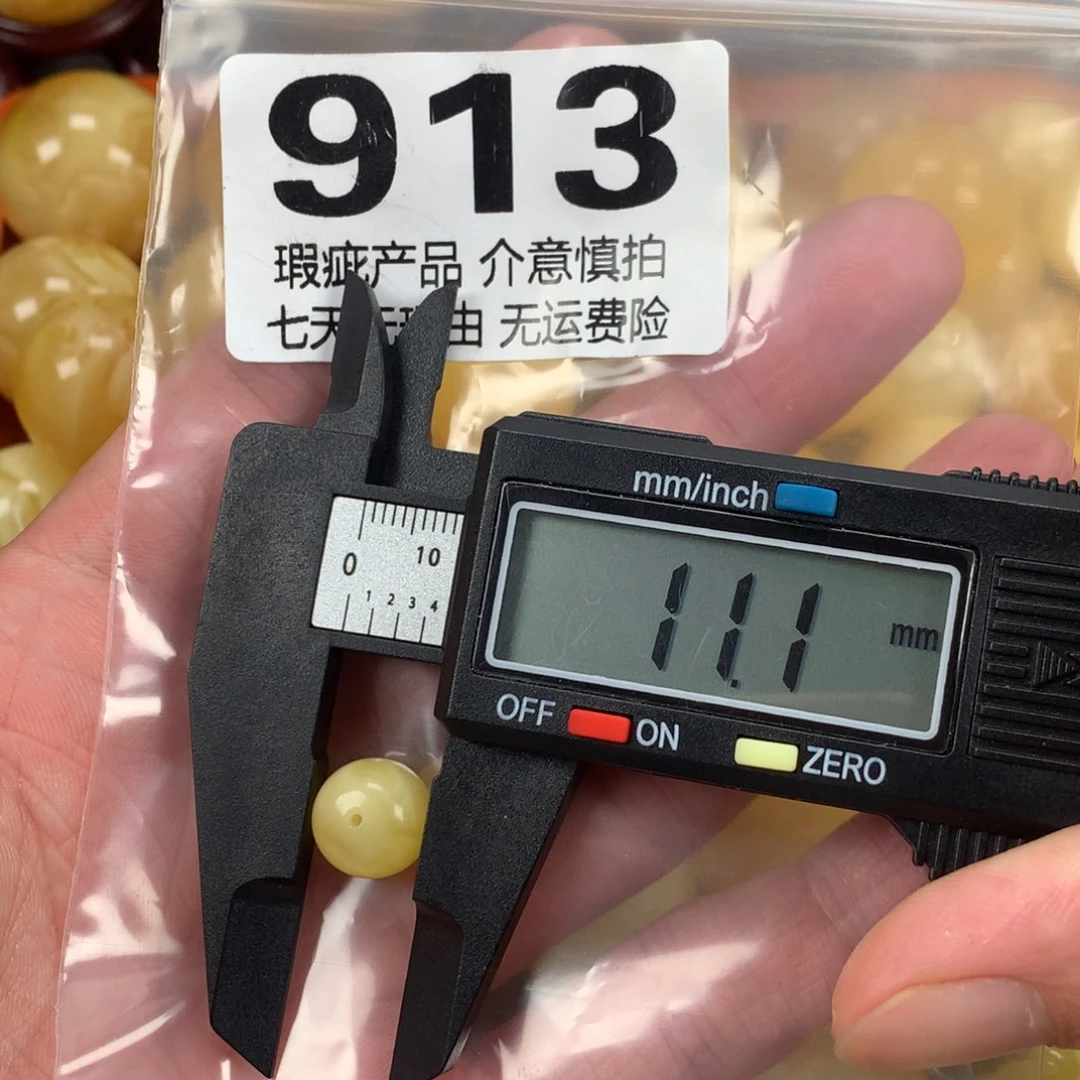 913
瑕疵产品 介意慎拍
七天 由 无运费险
mm/inch
0 10
1 2 3 4
11.1 mm
OFF ON ZERO